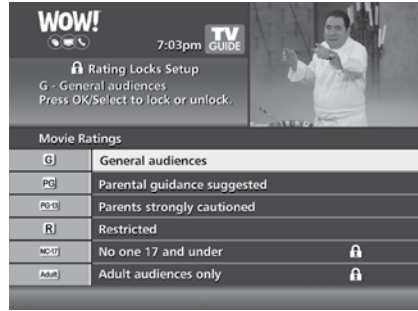 WOW!
7:03pm TV GUIDE
Rating Locks Setup
G - General audiences
Press OK/Select to lock or unlock.
Movie Ratings
G General audiences
PG Parental guidance suggested
PG-13 Parents strongly cautioned
R Restricted
NC-17 No one 17 and under
Adult Adult audiences only